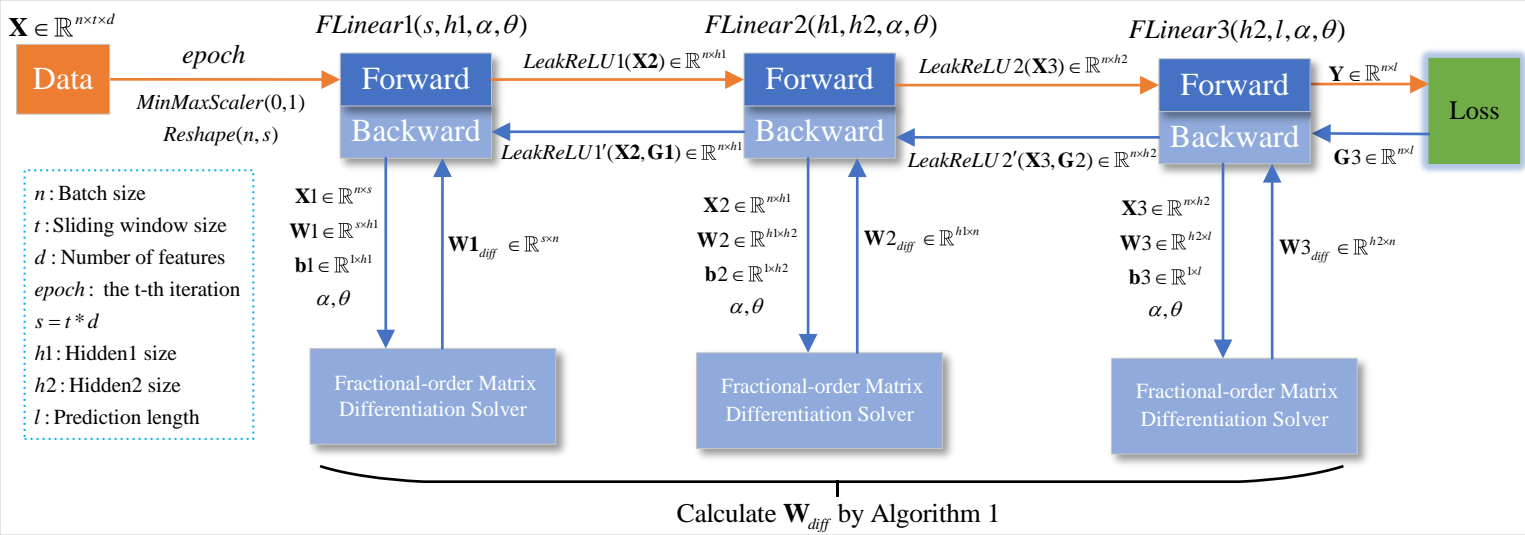 X ∈ ℝ^{n×t×d}
Data
epoch
MinMaxScaler(0,1)
Reshape(n, s)
FLinear1(s, h1, α, θ)
Forward
Backward
LeakReLU1(X2) ∈ ℝ^{n×h1}
LeakReLU1′(X2, G1) ∈ ℝ^{n×h1}
FLinear2(h1, h2, α, θ)
Forward
Backward
LeakReLU2(X3) ∈ ℝ^{n×h2}
LeakReLU2′(X3, G2) ∈ ℝ^{n×h2}
FLinear3(h2, l, α, θ)
Forward
Backward
Y ∈ ℝ^{n×l}
G3 ∈ ℝ^{n×l}
Loss
n : Batch size
t : Sliding window size
d : Number of features
epoch : the t-th iteration
s = t * d
h1 : Hidden1 size
h2 : Hidden2 size
l : Prediction length
X1 ∈ ℝ^{n×s}
W1 ∈ ℝ^{s×h1}
b1 ∈ ℝ^{1×h1}
α, θ
W1_{diff} ∈ ℝ^{s×n}
Fractional-order Matrix
Differentiation Solver
X2 ∈ ℝ^{n×h1}
W2 ∈ ℝ^{h1×h2}
b2 ∈ ℝ^{1×h2}
α, θ
W2_{diff} ∈ ℝ^{h1×n}
Fractional-order Matrix
Differentiation Solver
X3 ∈ ℝ^{n×h2}
W3 ∈ ℝ^{h2×l}
b3 ∈ ℝ^{1×l}
α, θ
W3_{diff} ∈ ℝ^{h2×n}
Fractional-order Matrix
Differentiation Solver
Calculate W_{diff} by Algorithm 1